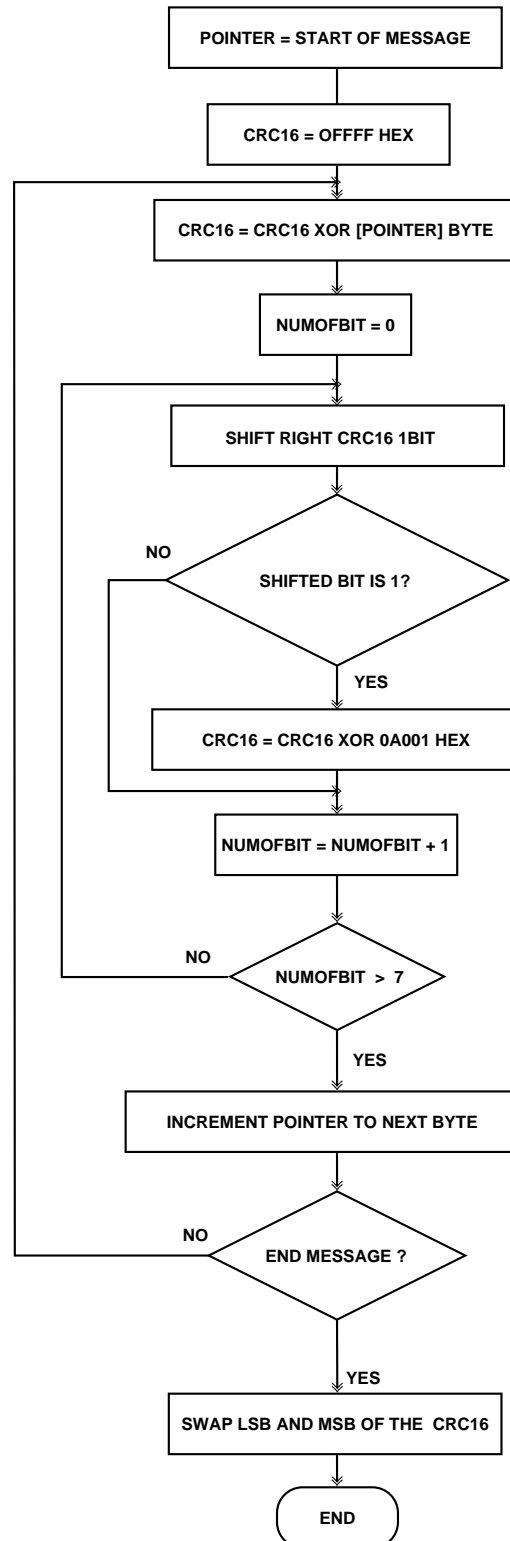 POINTER = START OF MESSAGE
CRC16 = OFFFF HEX
CRC16 = CRC16 XOR [POINTER] BYTE
NUMOFBIT = 0
SHIFT RIGHT CRC16 1BIT
NO
SHIFTED BIT IS 1?
YES
CRC16 = CRC16 XOR 0A001 HEX
NUMOFBIT = NUMOFBIT + 1
NO
NUMOFBIT > 7
YES
INCREMENT POINTER TO NEXT BYTE
NO
END MESSAGE ?
YES
SWAP LSB AND MSB OF THE CRC16
END